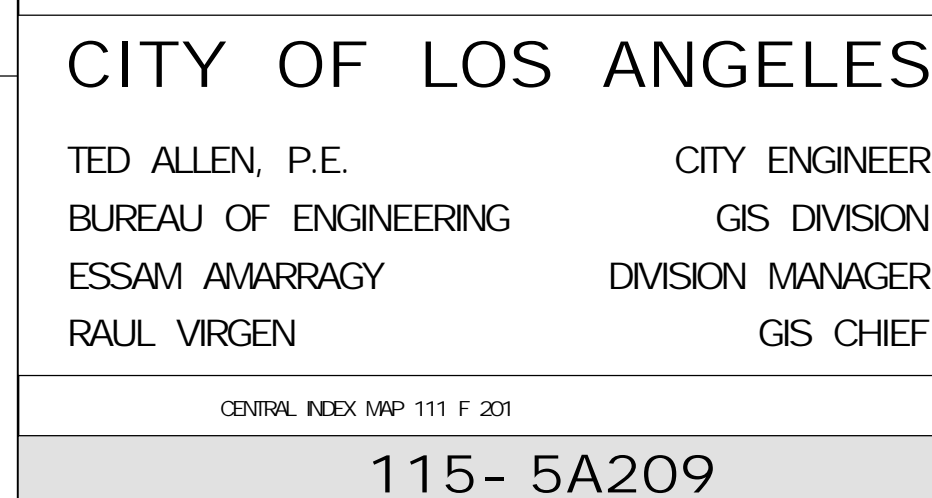 CITY OF LOS ANGELES
TED ALLEN, P.E. CITY ENGINEER
BUREAU OF ENGINEERING GIS DIVISION
ESSAM AMARRAGY DIVISION MANAGER
RAUL VIRGEN GIS CHIEF
CENTRAL INDEX MAP 111 F 201
115-5A209